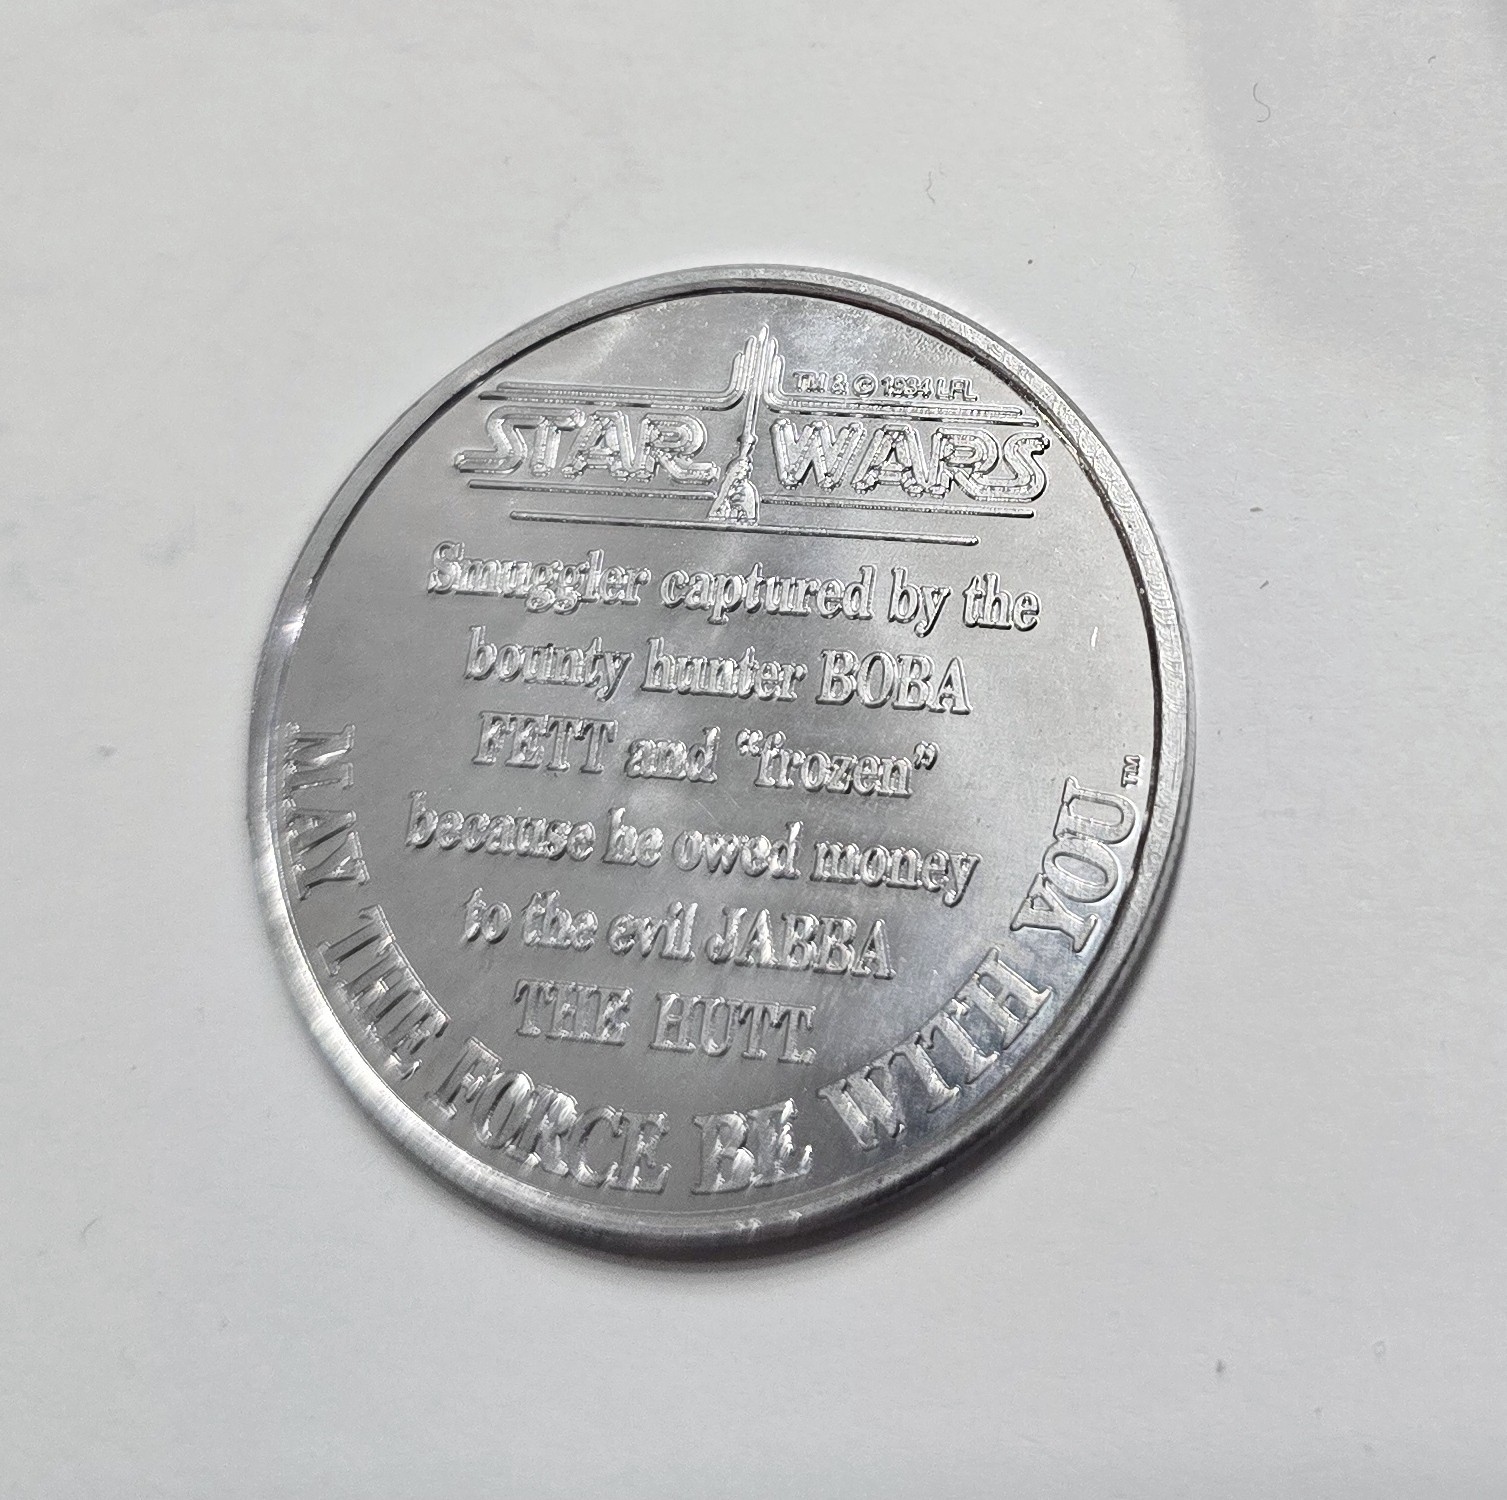 TM & © 1984 LFL
STAR WARS
Smuggler captured by the
bounty hunter BOBA
FETT and “frozen”
because he owed money
to the evil JABBA
THE HUTT.
MAY THE FORCE BE WITH YOU™